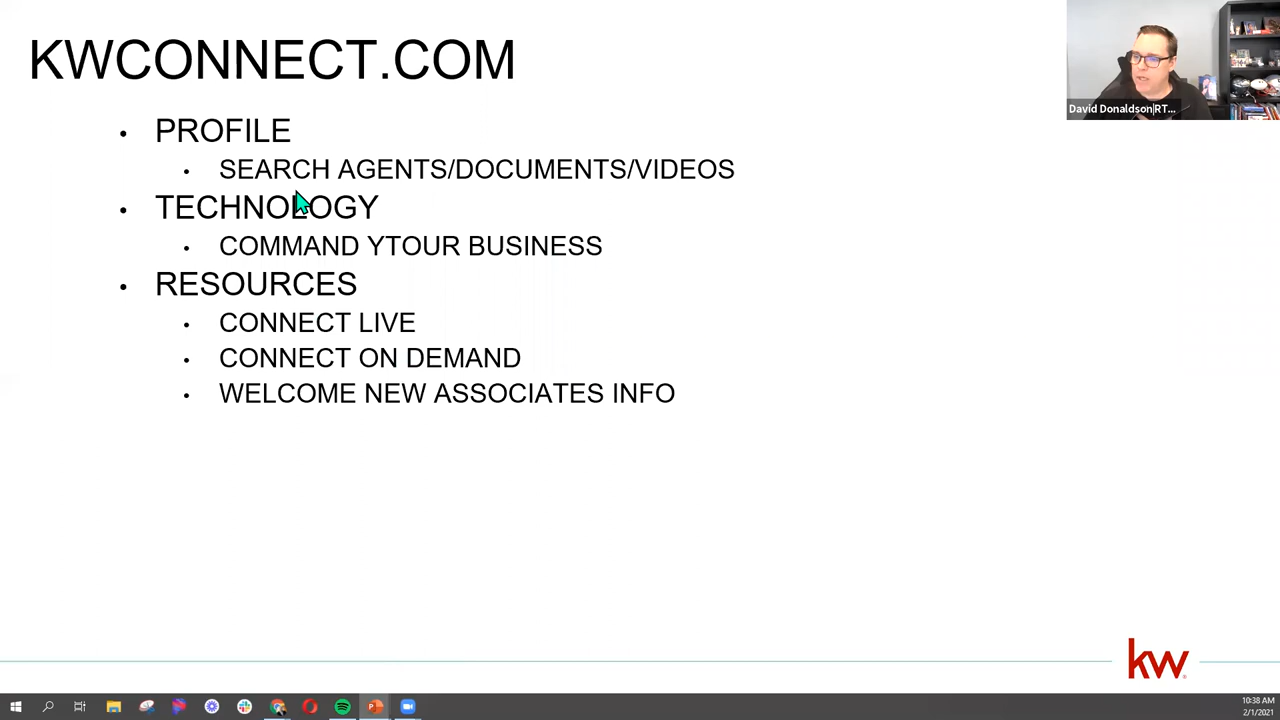 KWCONNECT.COM
• PROFILE
• SEARCH AGENTS/DOCUMENTS/VIDEOS
• TECHNOLOGY
• COMMAND YTOUR BUSINESS
• RESOURCES
• CONNECT LIVE
• CONNECT ON DEMAND
• WELCOME NEW ASSOCIATES INFO
David Donaldson|RT...
kw
10:38 AM
2/1/2021